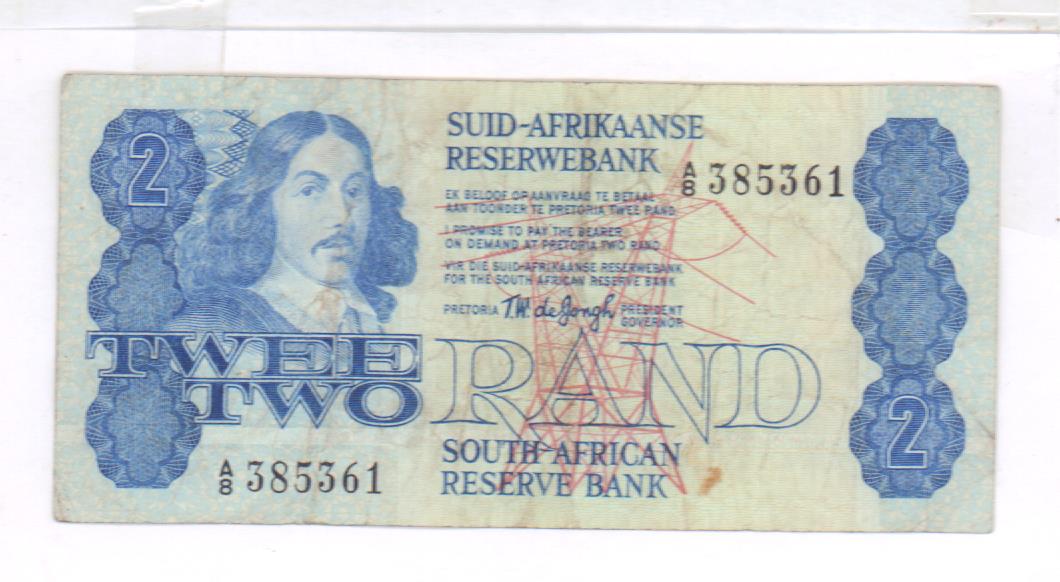 2
SUID-AFRIKAANSE
RESERWEBANK
A/8 385361
2
EK BELOOF OP AANVRAAG TE BETAAL
AAN TOONDER TE PRETORIA TWEE RAND
I PROMISE TO PAY THE BEARER
ON DEMAND AT PRETORIA TWO RAND
VIR DIE SUID-AFRIKAANSE RESERWEBANK
FOR THE SOUTH AFRICAN RESERVE BANK
PRETORIA T.W. de Jongh PRESIDENT
GOVERNOR
TWEE
TWO
RAND
A/8 385361
SOUTH AFRICAN
RESERVE BANK